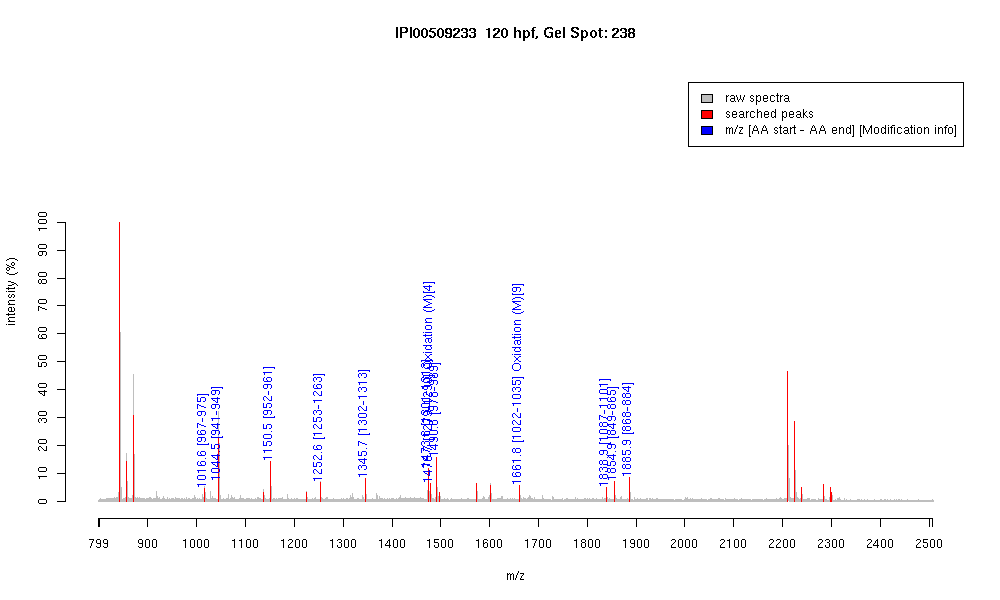 IPI00509233 120 hpf, Gel Spot: 238
raw spectra
searched peaks
m/z [AA start - AA end] [Modification info]
intensity (%)
100
90
80
70
60
50
40
30
20
10
0
1016.6 [967-975]
1044.5 [941-949]
1150.5 [952-961]
1252.6 [1253-1263]
1345.7 [1302-1313]
Oxidation (M)[4]
1661.8 [1022-1035] Oxidation (M)[9]
1838.9 [1087-1101]
1854.9 [849-865]
1885.9 [868-884]
799 900 1000 1100 1200 1300 1400 1500 1600 1700 1800 1900 2000 2100 2200 2300 2400 2500
m/z